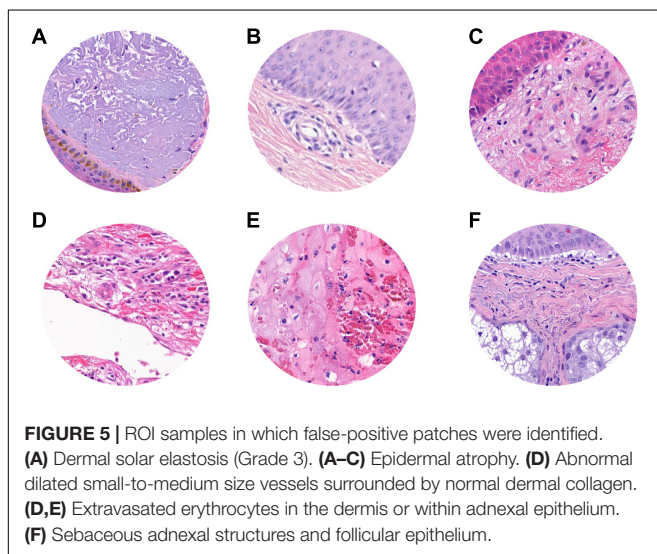 A
B
C
D
E
F
FIGURE 5 | ROI samples in which false-positive patches were identified.
(A) Dermal solar elastosis (Grade 3). (A–C) Epidermal atrophy. (D) Abnormal
dilated small-to-medium size vessels surrounded by normal dermal collagen.
(D,E) Extravasated erythrocytes in the dermis or within adnexal epithelium.
(F) Sebaceous adnexal structures and follicular epithelium.